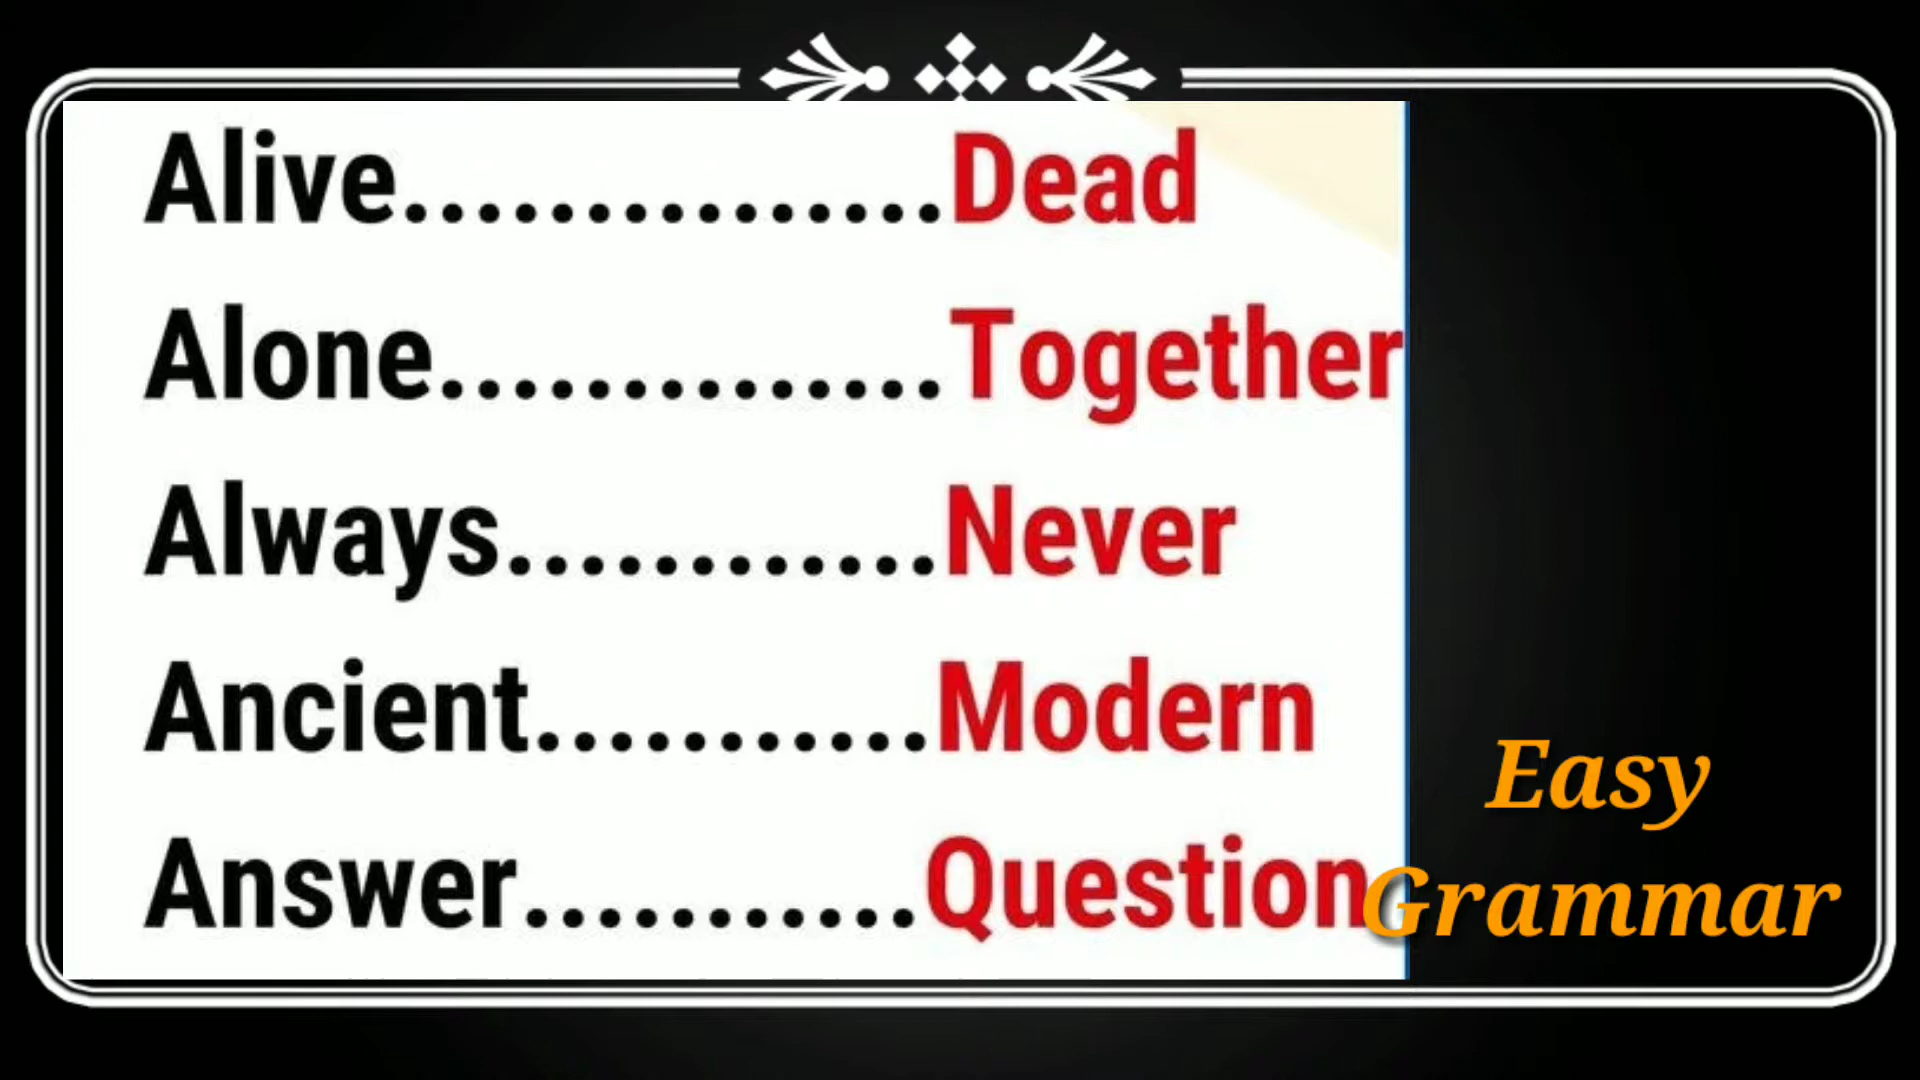 Alive...............Dead
Alone..............Together
Always............Never
Ancient...........Modern
Answer...........Question
Easy
Grammar